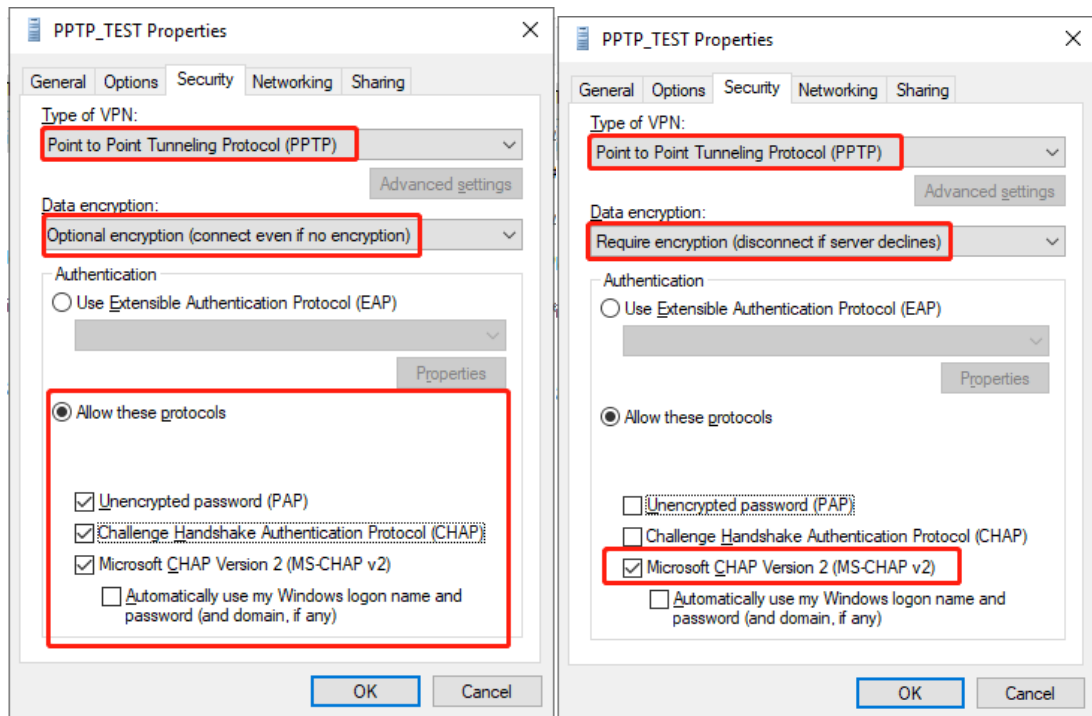 PPTP_TEST Properties
General Options Security Networking Sharing
Type of VPN:
Point to Point Tunneling Protocol (PPTP)
Advanced settings
Data encryption:
Optional encryption (connect even if no encryption)
Authentication
Use Extensible Authentication Protocol (EAP)
Properties
Allow these protocols
Unencrypted password (PAP)
Challenge Handshake Authentication Protocol (CHAP)
Microsoft CHAP Version 2 (MS-CHAP v2)
Automatically use my Windows logon name and
password (and domain, if any)
OK Cancel
PPTP_TEST Properties
General Options Security Networking Sharing
Type of VPN:
Point to Point Tunneling Protocol (PPTP)
Advanced settings
Data encryption:
Require encryption (disconnect if server declines)
Authentication
Use Extensible Authentication Protocol (EAP)
Properties
Allow these protocols
Unencrypted password (PAP)
Challenge Handshake Authentication Protocol (CHAP)
Microsoft CHAP Version 2 (MS-CHAP v2)
Automatically use my Windows logon name and
password (and domain, if any)
OK Cancel